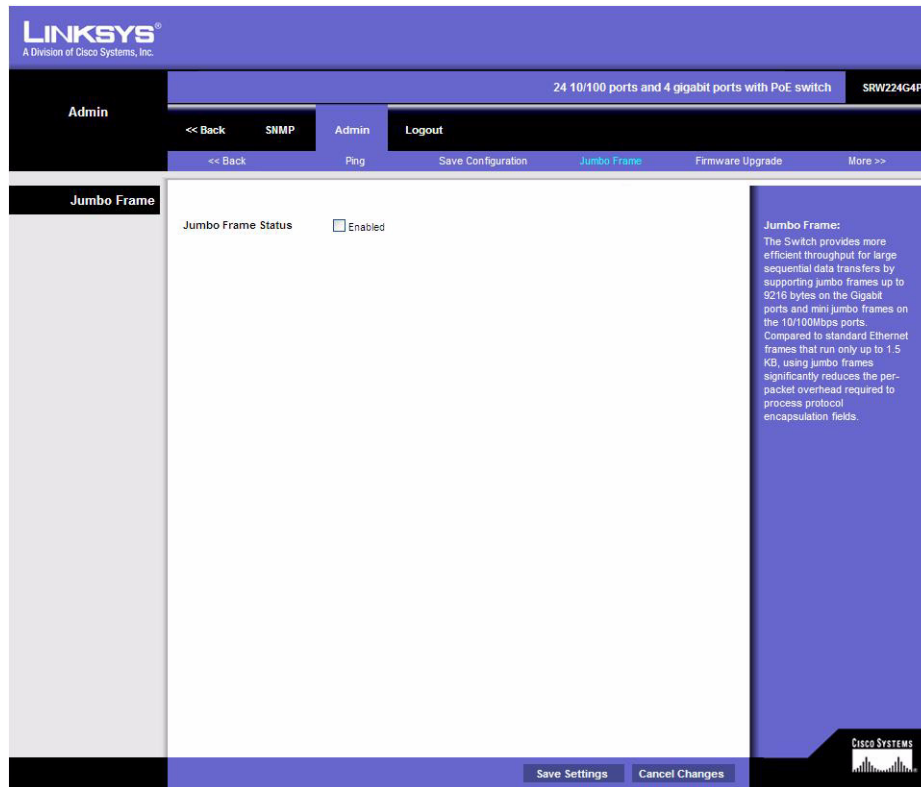 LINKSYS®
A Division of Cisco Systems, Inc.
24 10/100 ports and 4 gigabit ports with PoE switch
SRW224G4P
Admin
<< Back
SNMP
Admin
Logout
<< Back
Ping
Save Configuration
Jumbo Frame
Firmware Upgrade
More >>
Jumbo Frame
Jumbo Frame Status
Enabled
Jumbo Frame:
The Switch provides more
efficient throughput for large
sequential data transfers by
supporting jumbo frames up to
9216 bytes on the Gigabit
ports and mini jumbo frames on
the 10/100Mbps ports.
Compared to standard Ethernet
frames that run only up to 1.5
KB, using jumbo frames
significantly reduces the per-
packet overhead required to
process protocol
encapsulation fields.
Save Settings
Cancel Changes
CISCO SYSTEMS